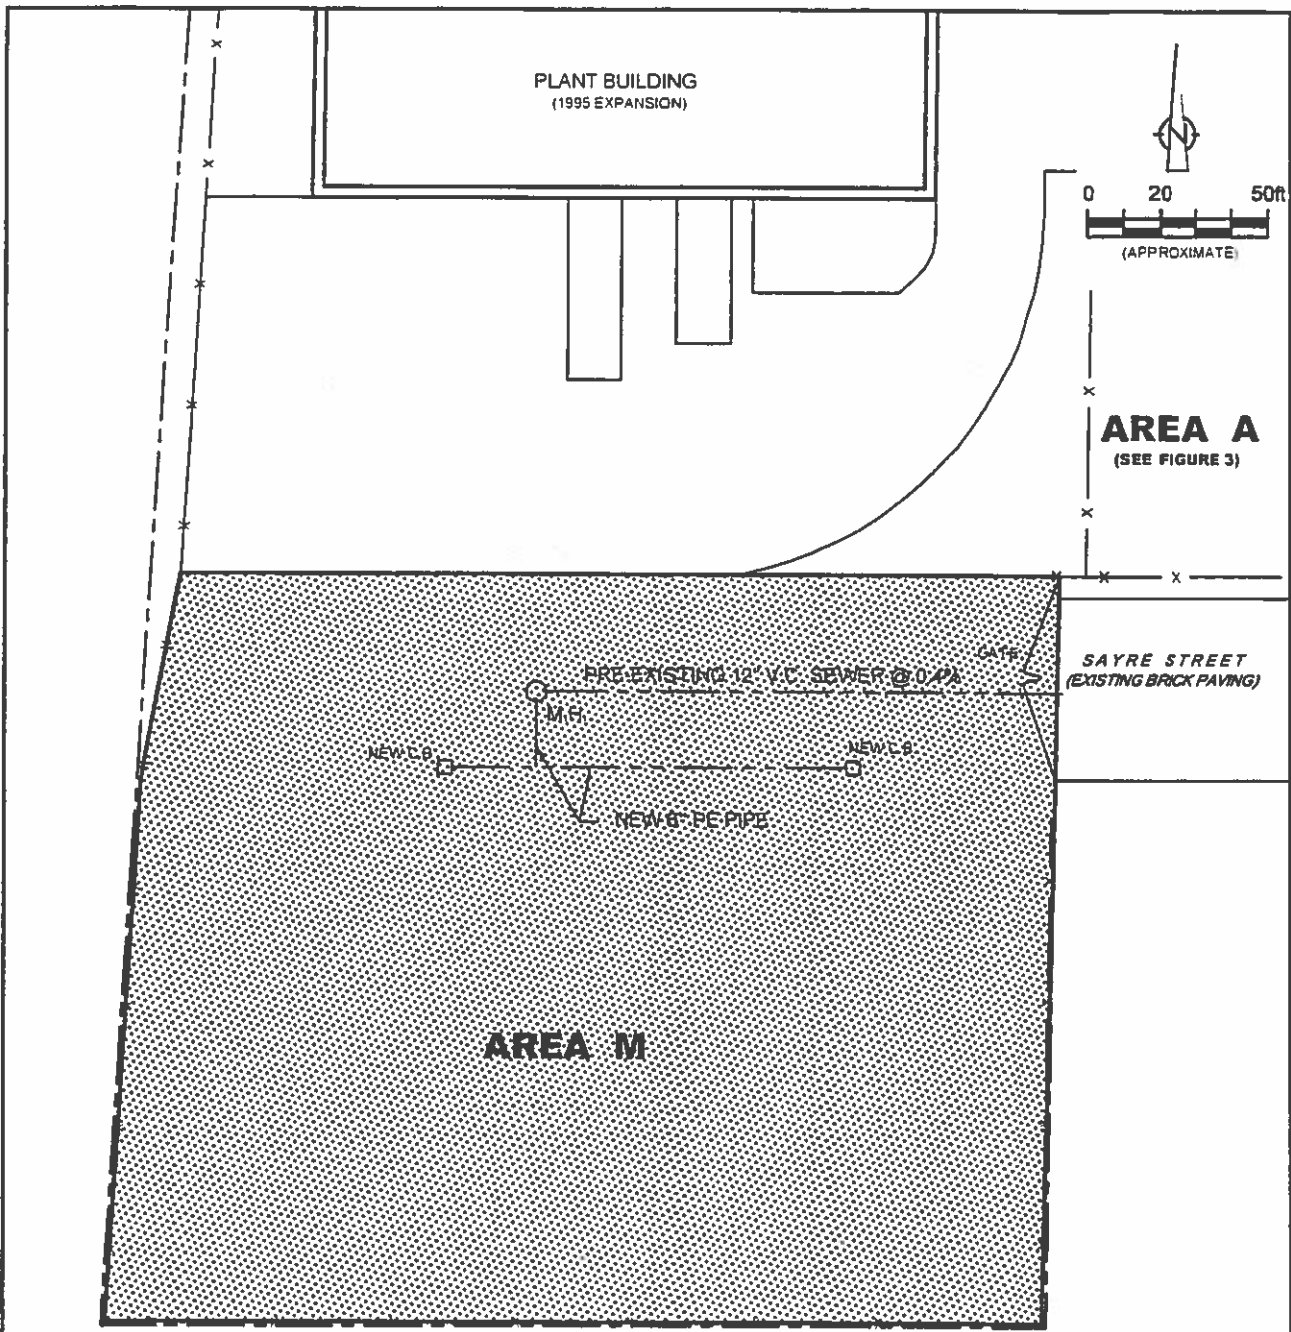 PLANT BUILDING
(1995 EXPANSION)
N
0 20 50ft
(APPROXIMATE)
AREA A
(SEE FIGURE 3)
GATE
SAYRE STREET
(EXISTING BRICK PAVING)
PRE-EXISTING 12" V.C. SEWER @ 0.4%
M.H.
NEW C.B.
NEW C.B.
NEW 8" PE PIPE
AREA M